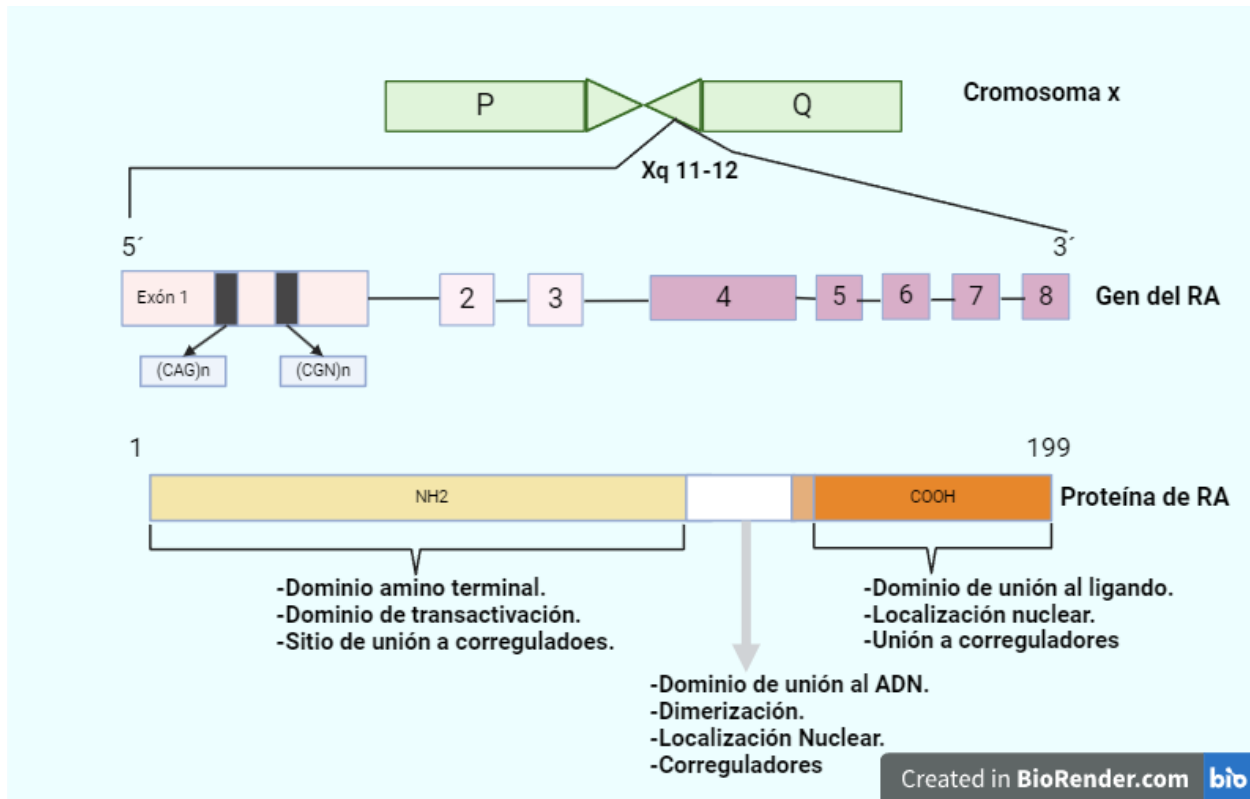 P
Q
Cromosoma x
Xq 11-12
5´
3´
Exón 1
2
3
4
5
6
7
8
Gen del RA
(CAG)n
(CGN)n
1
199
NH2
COOH
Proteína de RA
-Dominio amino terminal.
-Dominio de transactivación.
-Sitio de unión a correguladoes.
-Dominio de unión al ligando.
-Localización nuclear.
-Unión a correguladores
-Dominio de unión al ADN.
-Dimerización.
-Localización Nuclear.
-Correguladores
Created in BioRender.com bio